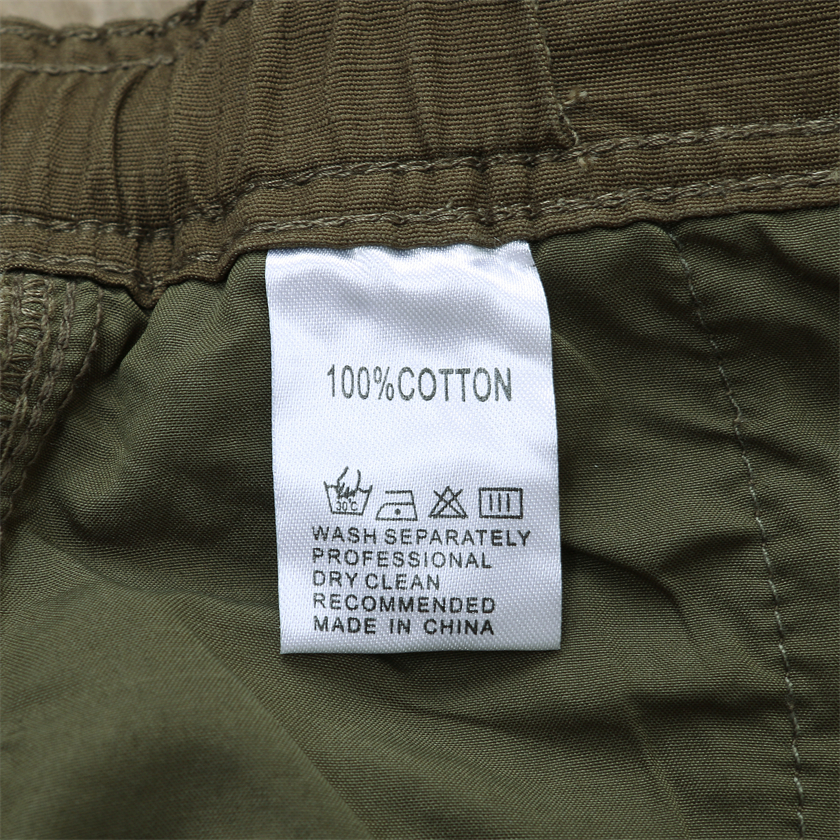 100%COTTON
30°C
WASH SEPARATELY
PROFESSIONAL
DRY CLEAN
RECOMMENDED
MADE IN CHINA